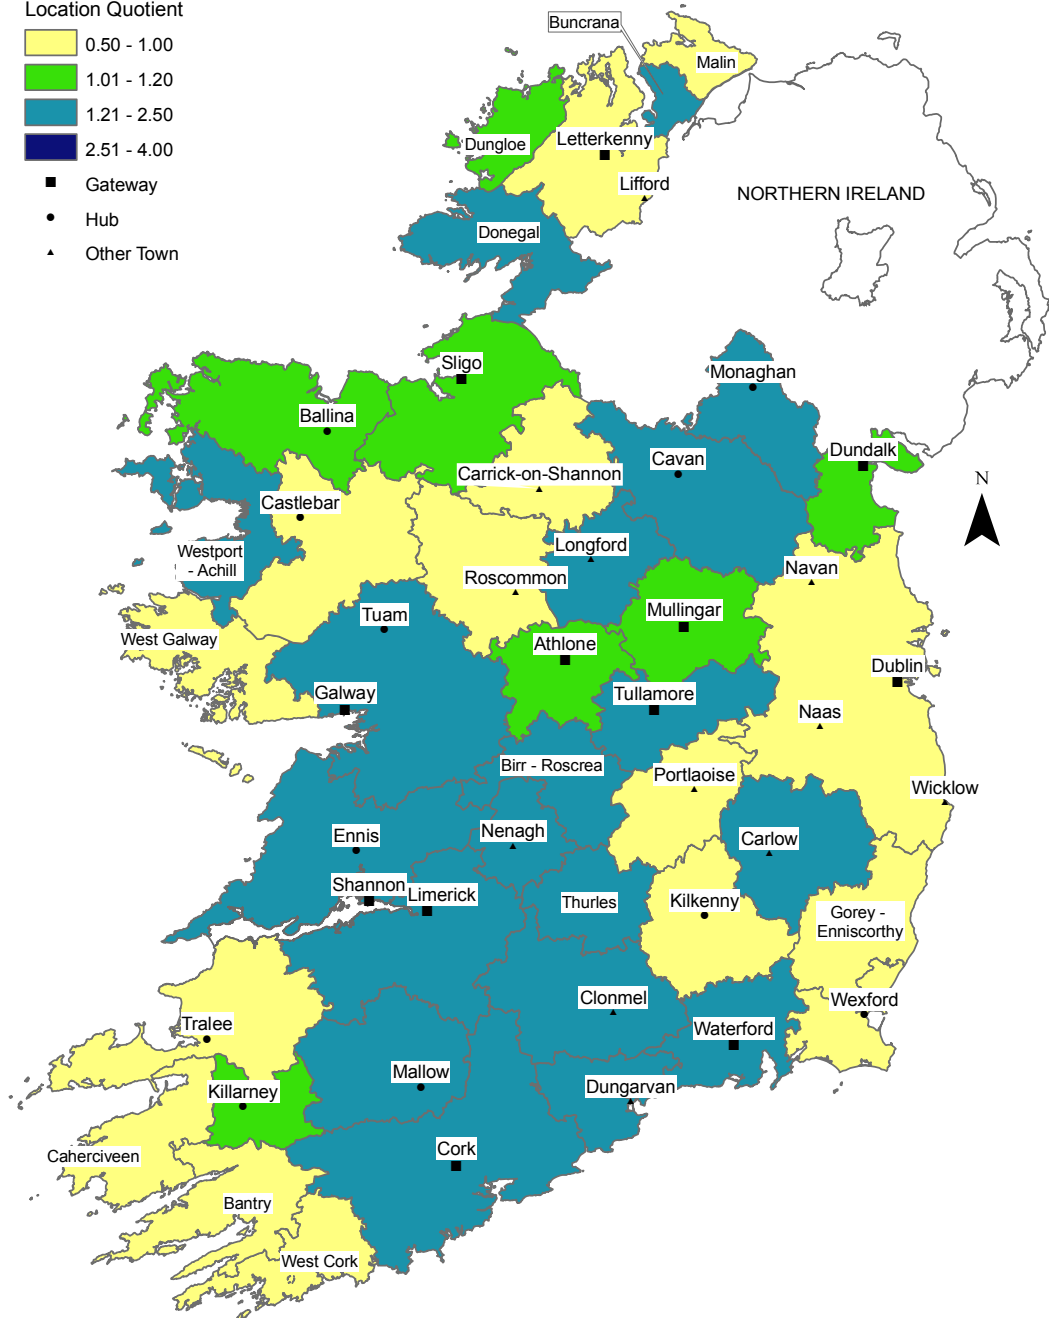 Location Quotient
0.50 - 1.00
1.01 - 1.20
1.21 - 2.50
2.51 - 4.00
Gateway
Hub
Other Town
Buncrana
Malin
Letterkenny
Dungloe
Lifford
NORTHERN IRELAND
Donegal
Sligo
Monaghan
Ballina
Dundalk
Cavan
Carrick-on-Shannon
N
Castlebar
Longford
Westport
- Achill
Navan
Roscommon
Mullingar
Tuam
West Galway
Athlone
Dublin
Galway
Tullamore
Naas
Birr - Roscrea
Portlaoise
Wicklow
Ennis
Nenagh
Carlow
Shannon
Limerick
Thurles
Kilkenny
Gorey -
Enniscorthy
Clonmel
Wexford
Tralee
Waterford
Mallow
Dungarvan
Killarney
Cork
Caherciveen
Bantry
West Cork